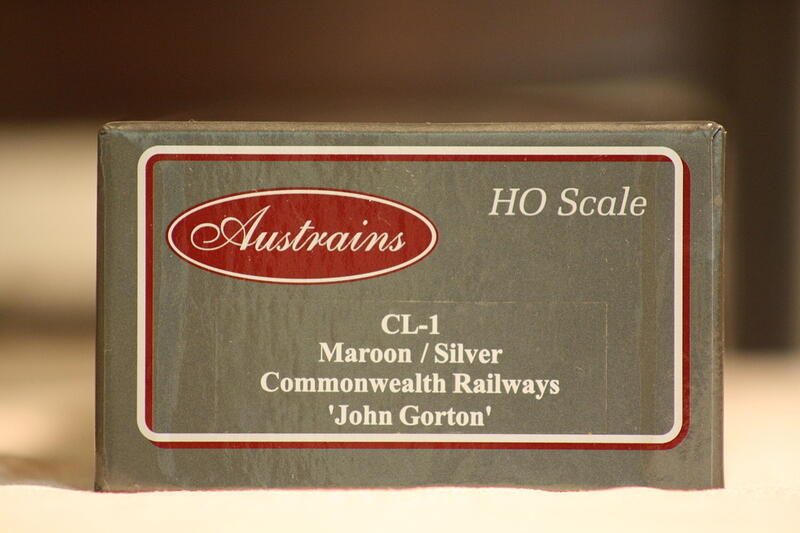 Austrains
HO Scale
CL-1
Maroon / Silver
Commonwealth Railways
'John Gorton'